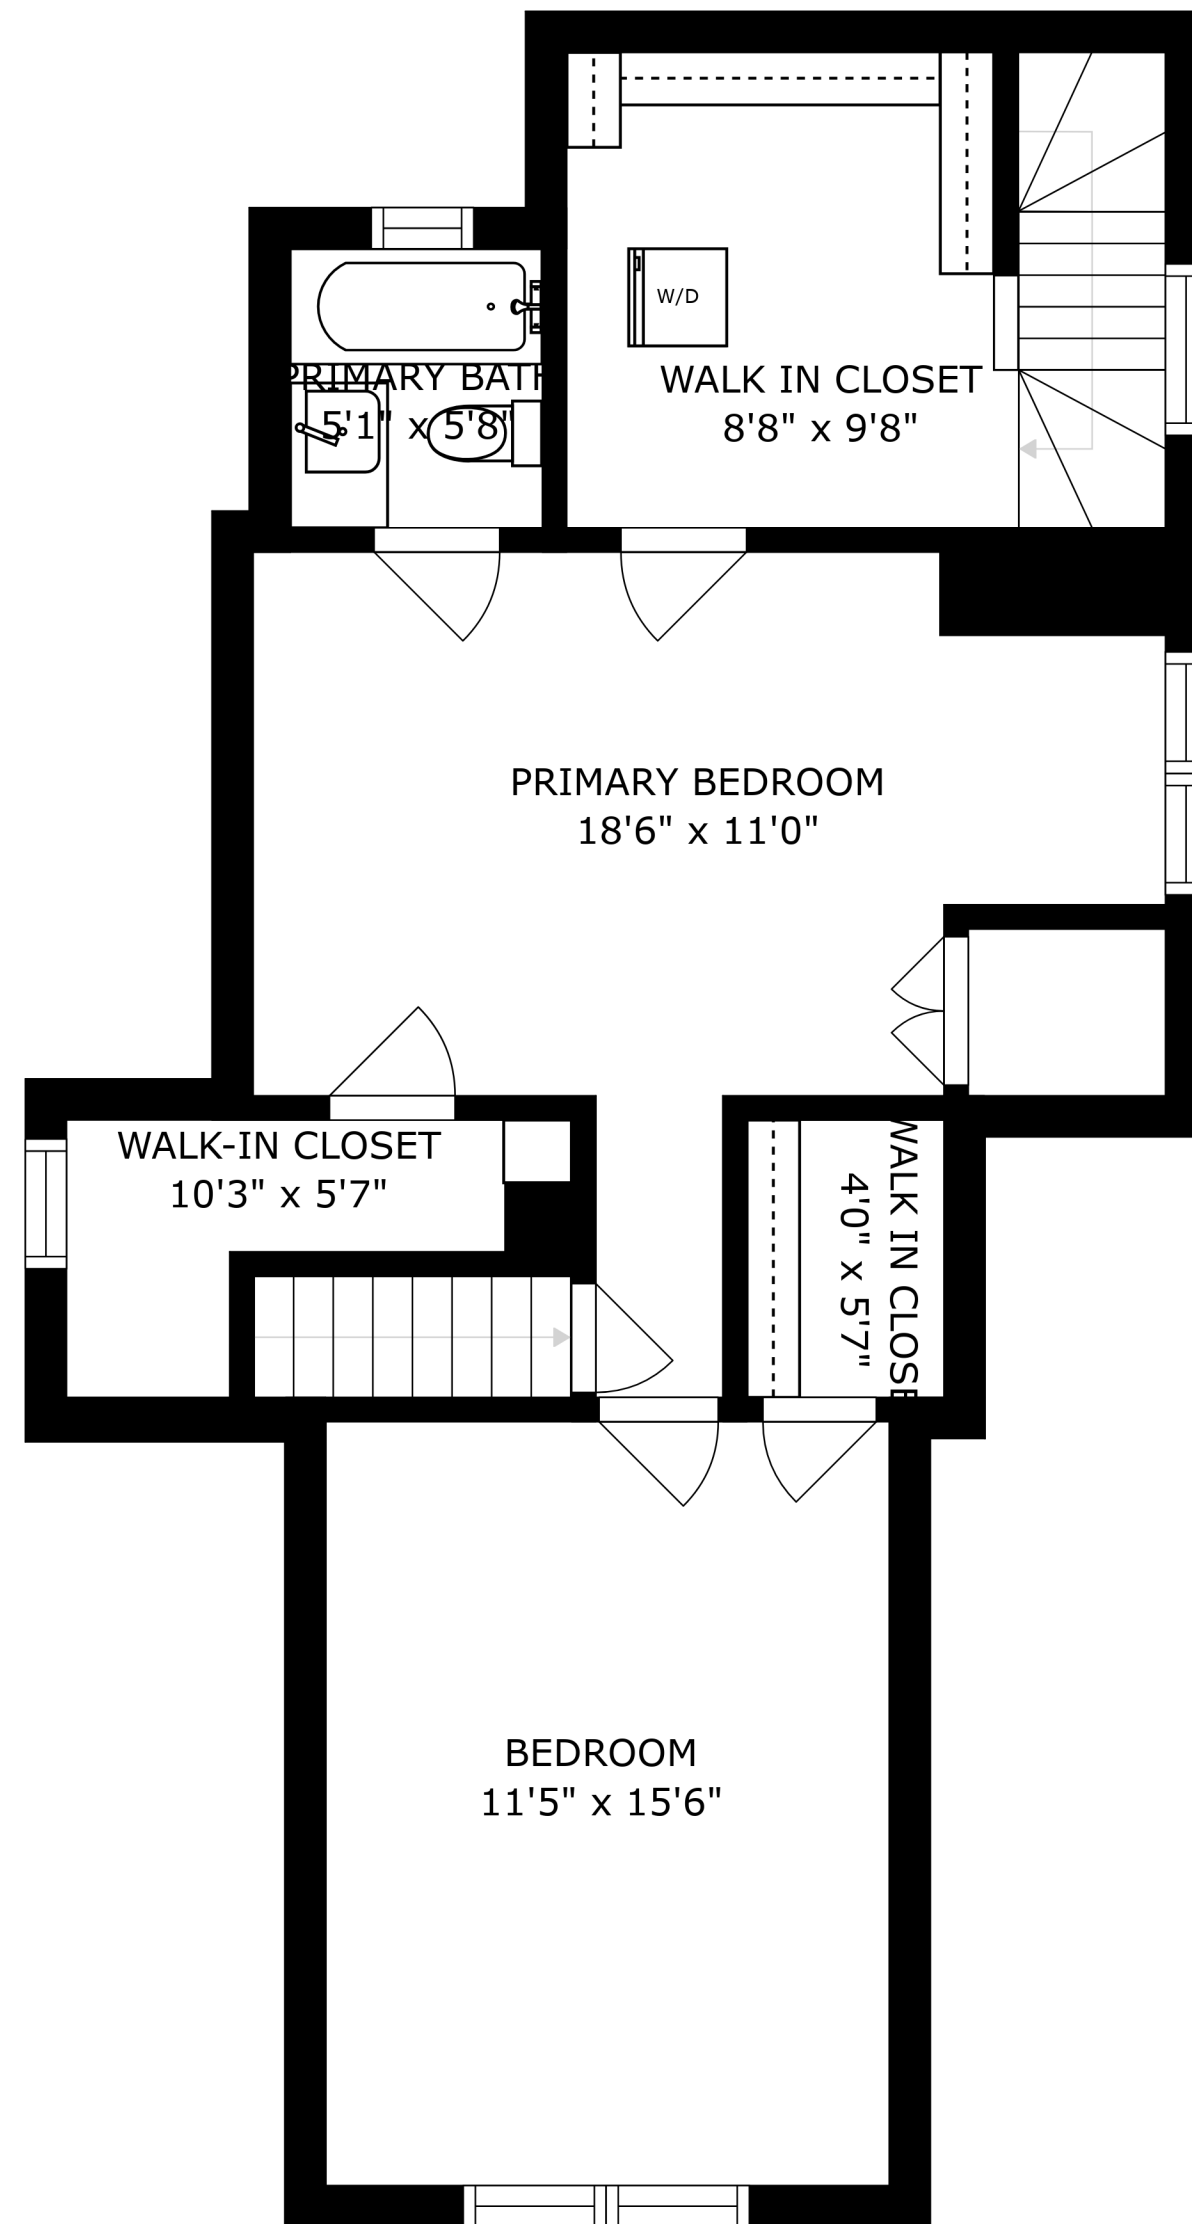 W/D
PRIMARY BATH
5'1" x 5'8"
WALK IN CLOSET
8'8" x 9'8"
PRIMARY BEDROOM
18'6" x 11'0"
WALK-IN CLOSET
10'3" x 5'7"
WALK IN CLOSE
4'0" x 5'7"
BEDROOM
11'5" x 15'6"